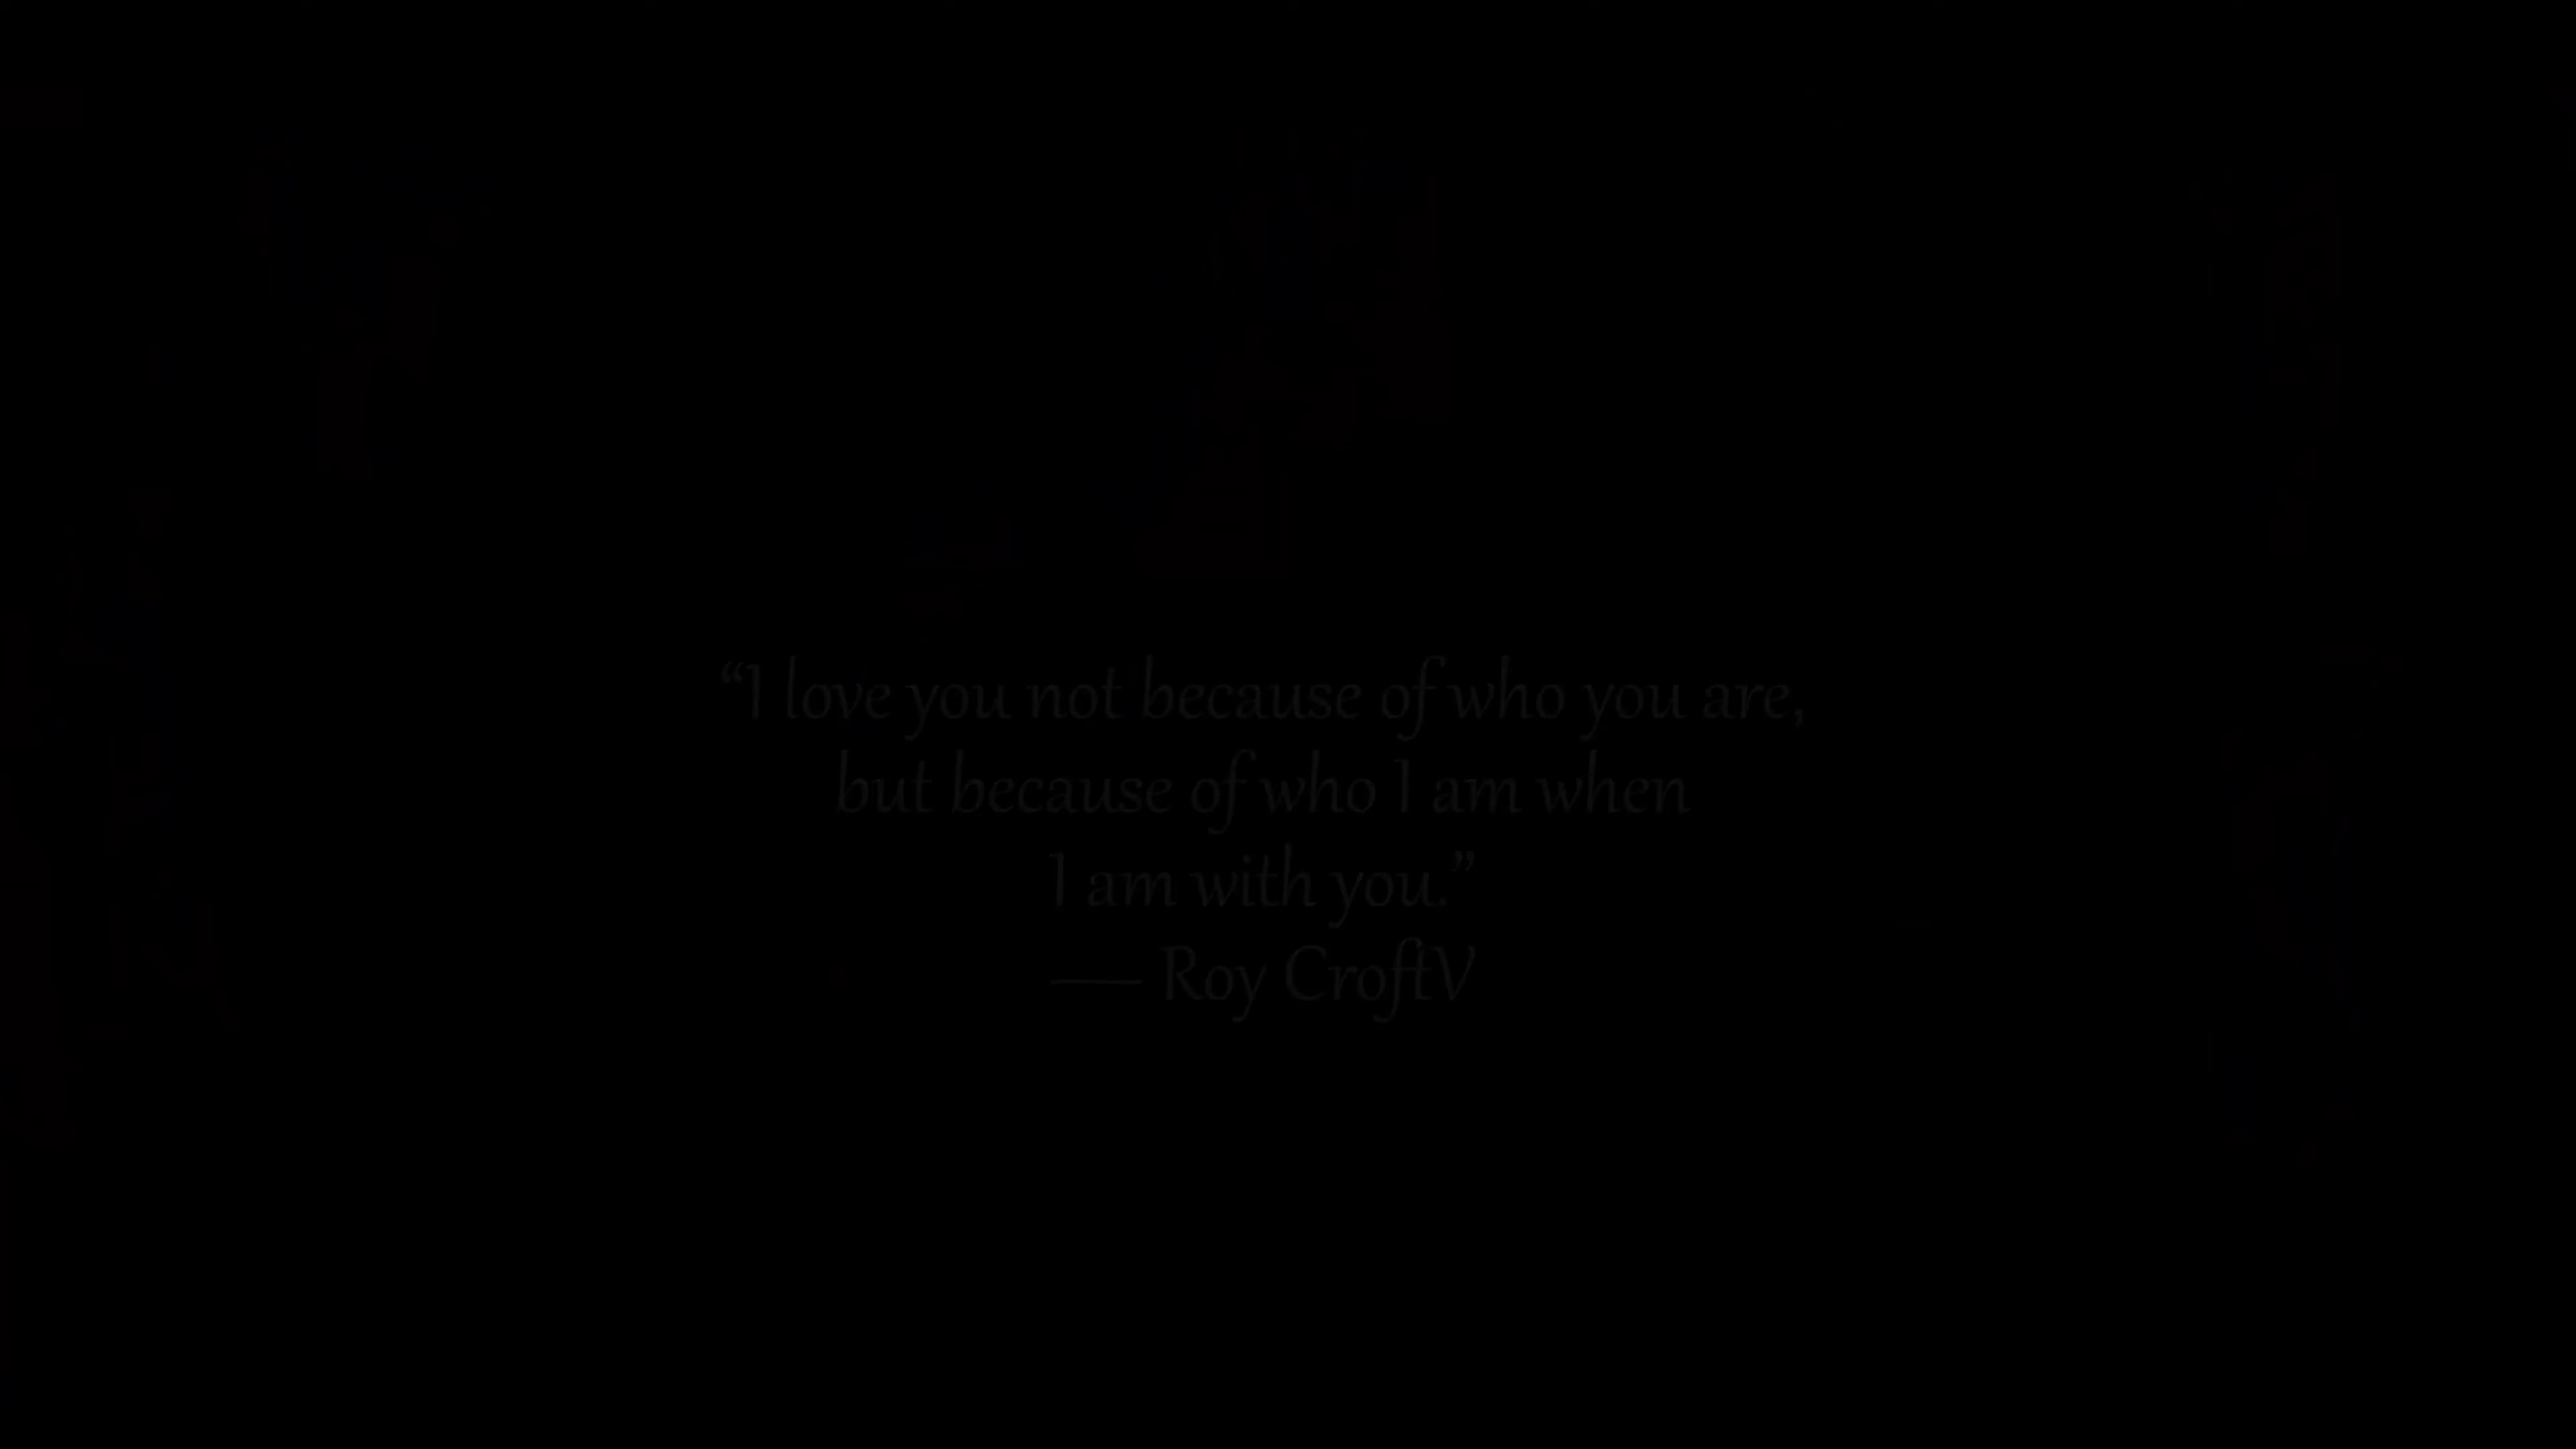 “I love you not because of who you are,
but because of who I am when
I am with you.”
— Roy CroftV